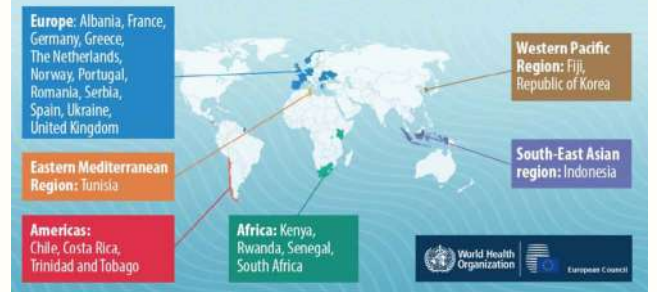 Europe: Albania, France,
Germany, Greece,
The Netherlands,
Norway, Portugal,
Romania, Serbia,
Spain, Ukraine,
United Kingdom
Eastern Mediterranean
Region: Tunisia
Americas:
Chile, Costa Rica,
Trinidad and Tobago
Africa: Kenya,
Rwanda, Senegal,
South Africa
Western Pacific
Region: Fiji,
Republic of Korea
South-East Asian
region: Indonesia
World Health
Organization
European Council